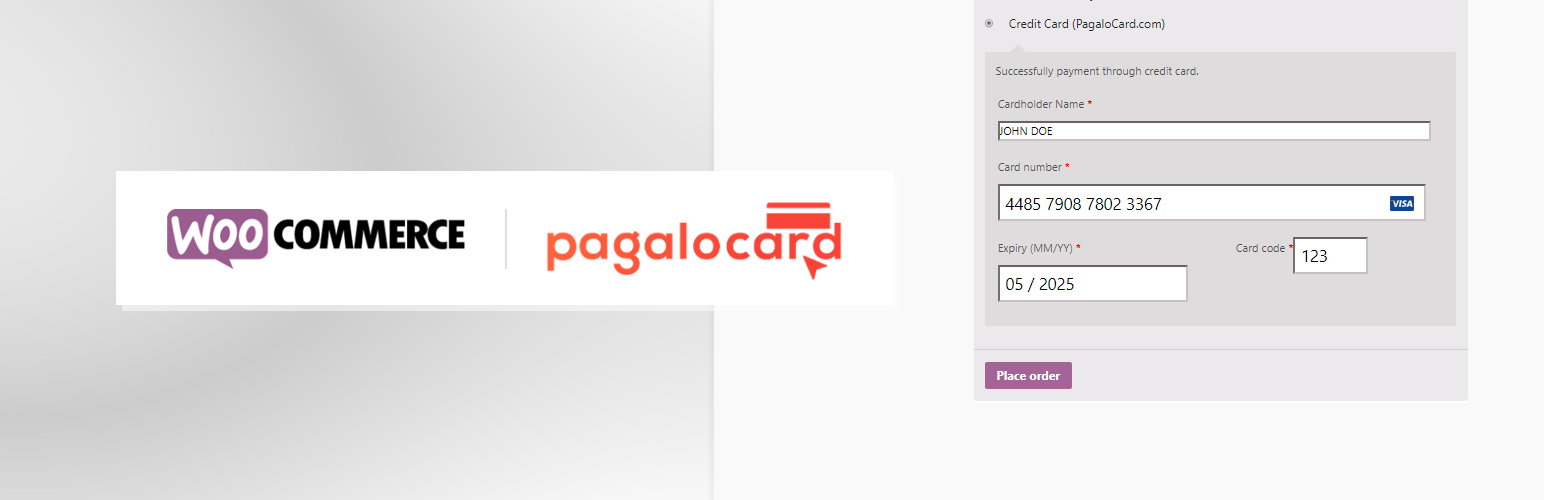 WOO COMMERCE
pagalocard
Credit Card (PagaloCard.com)
Successfully payment through credit card.
Cardholder Name *
JOHN DOE
Card number *
4485 7908 7802 3367
VISA
Expiry (MM/YY) *
Card code *
123
05 / 2025
Place order